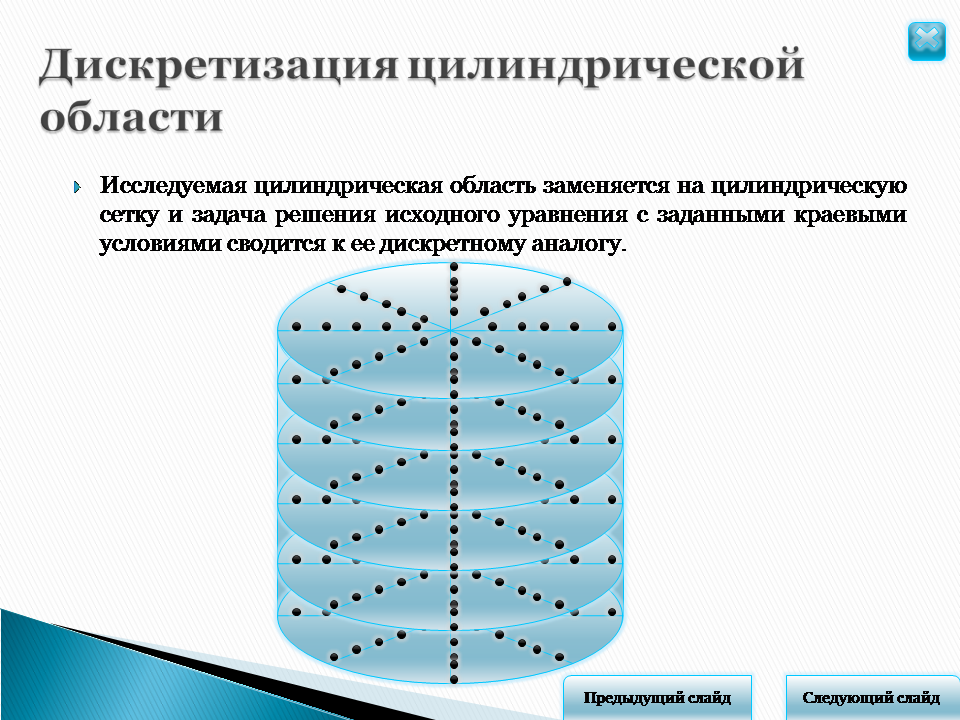 Дискретизация цилиндрической
области
Исследуемая цилиндрическая область заменяется на цилиндрическую
сетку и задача решения исходного уравнения с заданными краевыми
условиями сводится к ее дискретному аналогу.
Предыдущий слайд
Следующий слайд